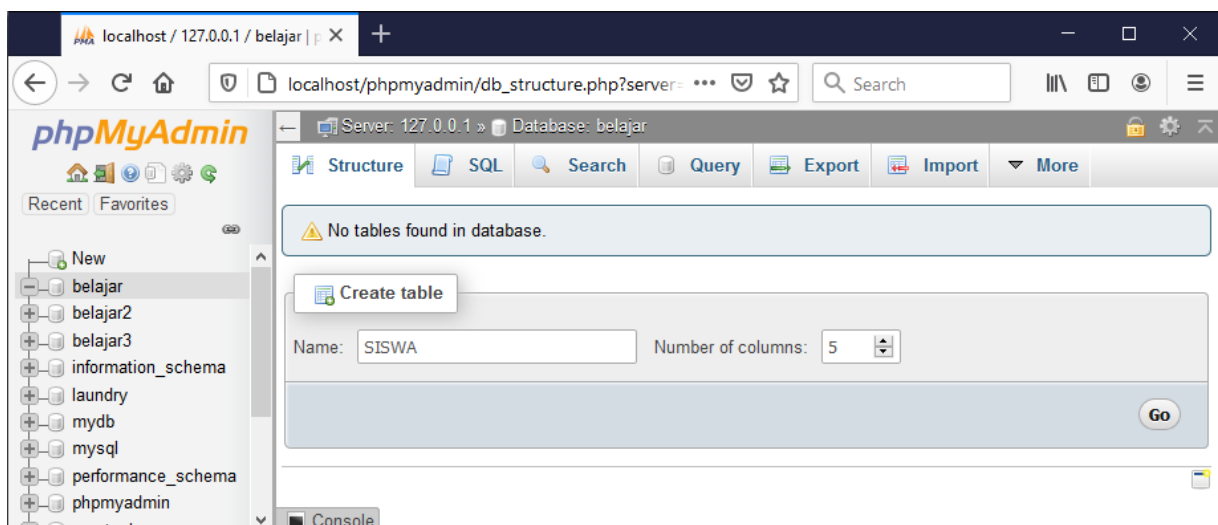 localhost / 127.0.0.1 / belajar | p
localhost/phpmyadmin/db_structure.php?server=
Search
phpMyAdmin
Recent Favorites
New
belajar
belajar2
belajar3
information_schema
laundry
mydb
mysql
performance_schema
phpmyadmin
Server: 127.0.0.1 » Database: belajar
Structure SQL Search Query Export Import More
No tables found in database.
Create table
Name: SISWA Number of columns: 5
Go
Console